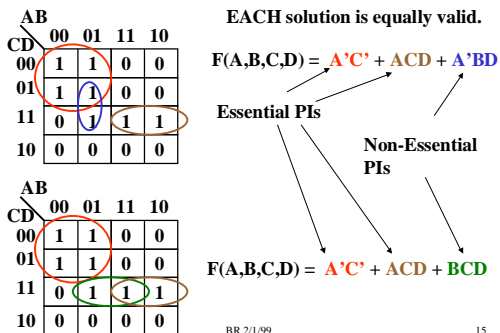 AB
CD 00 01 11 10
00 1 1 0 0
01 1 1 0 0
11 0 1 1 1
10 0 0 0 0
EACH solution is equally valid.
F(A,B,C,D) = A'C' + ACD + A'BD
Essential PIs
Non-Essential
PIs
AB
CD 00 01 11 10
00 1 1 0 0
01 1 1 0 0
11 0 1 1 1
10 0 0 0 0
F(A,B,C,D) = A'C' + ACD + BCD
BR 2/1/99 15